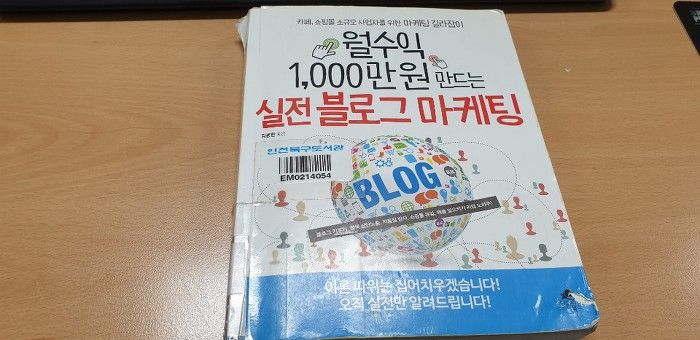 카페, 쇼핑몰 소규모 사업자를 위한 마케팅 길라잡이
월수익
1,000만 원 만드는
실전 블로그 마케팅
지음
인천북구도서관
EM0214054
BLOG
이론 따위는 집어치우겠습니다!
오직 실전만 알려드립니다!